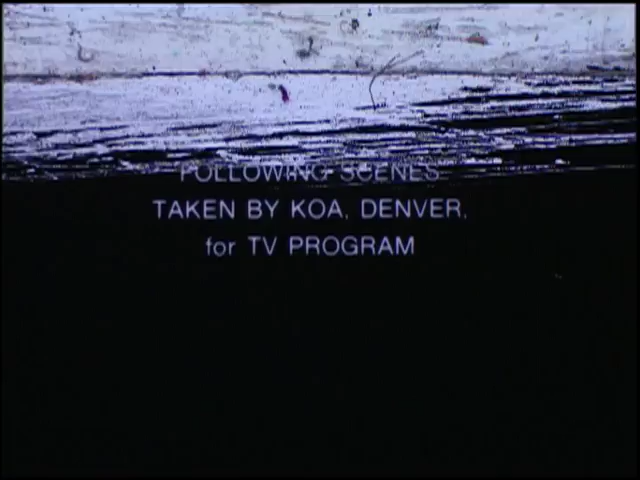 FOLLOWING SCENES
TAKEN BY KOA, DENVER,
for TV PROGRAM